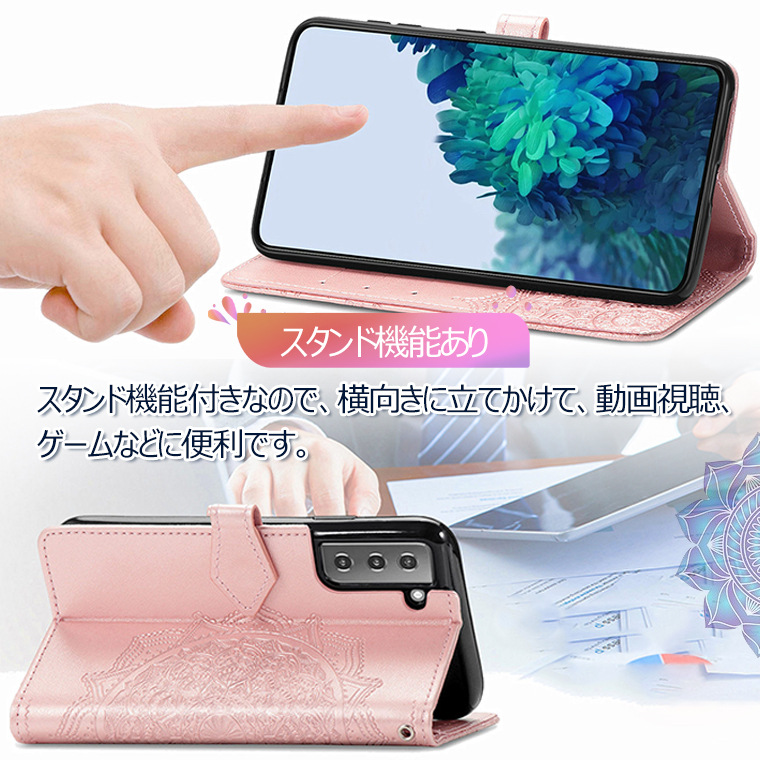 スタンド機能あり
スタンド機能付きなので、横向きに立てかけて、動画視聴、
ゲームなどに便利です。